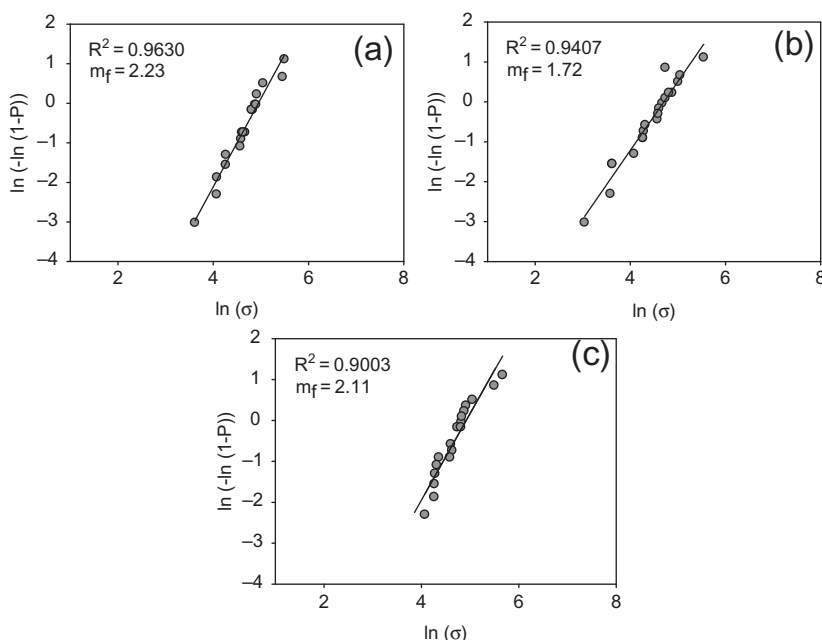 (a)
R² = 0.9630
m_f = 2.23
2
1
0
–1
–2
–3
–4
2 4 6 8
ln (-ln (1-P))
ln (σ)
(b)
R² = 0.9407
m_f = 1.72
2
1
0
–1
–2
–3
–4
2 4 6 8
ln (-ln (1-P))
ln (σ)
(c)
R² = 0.9003
m_f = 2.11
2
1
0
–1
–2
–3
–4
2 4 6 8
ln (-ln (1-P))
ln (σ)